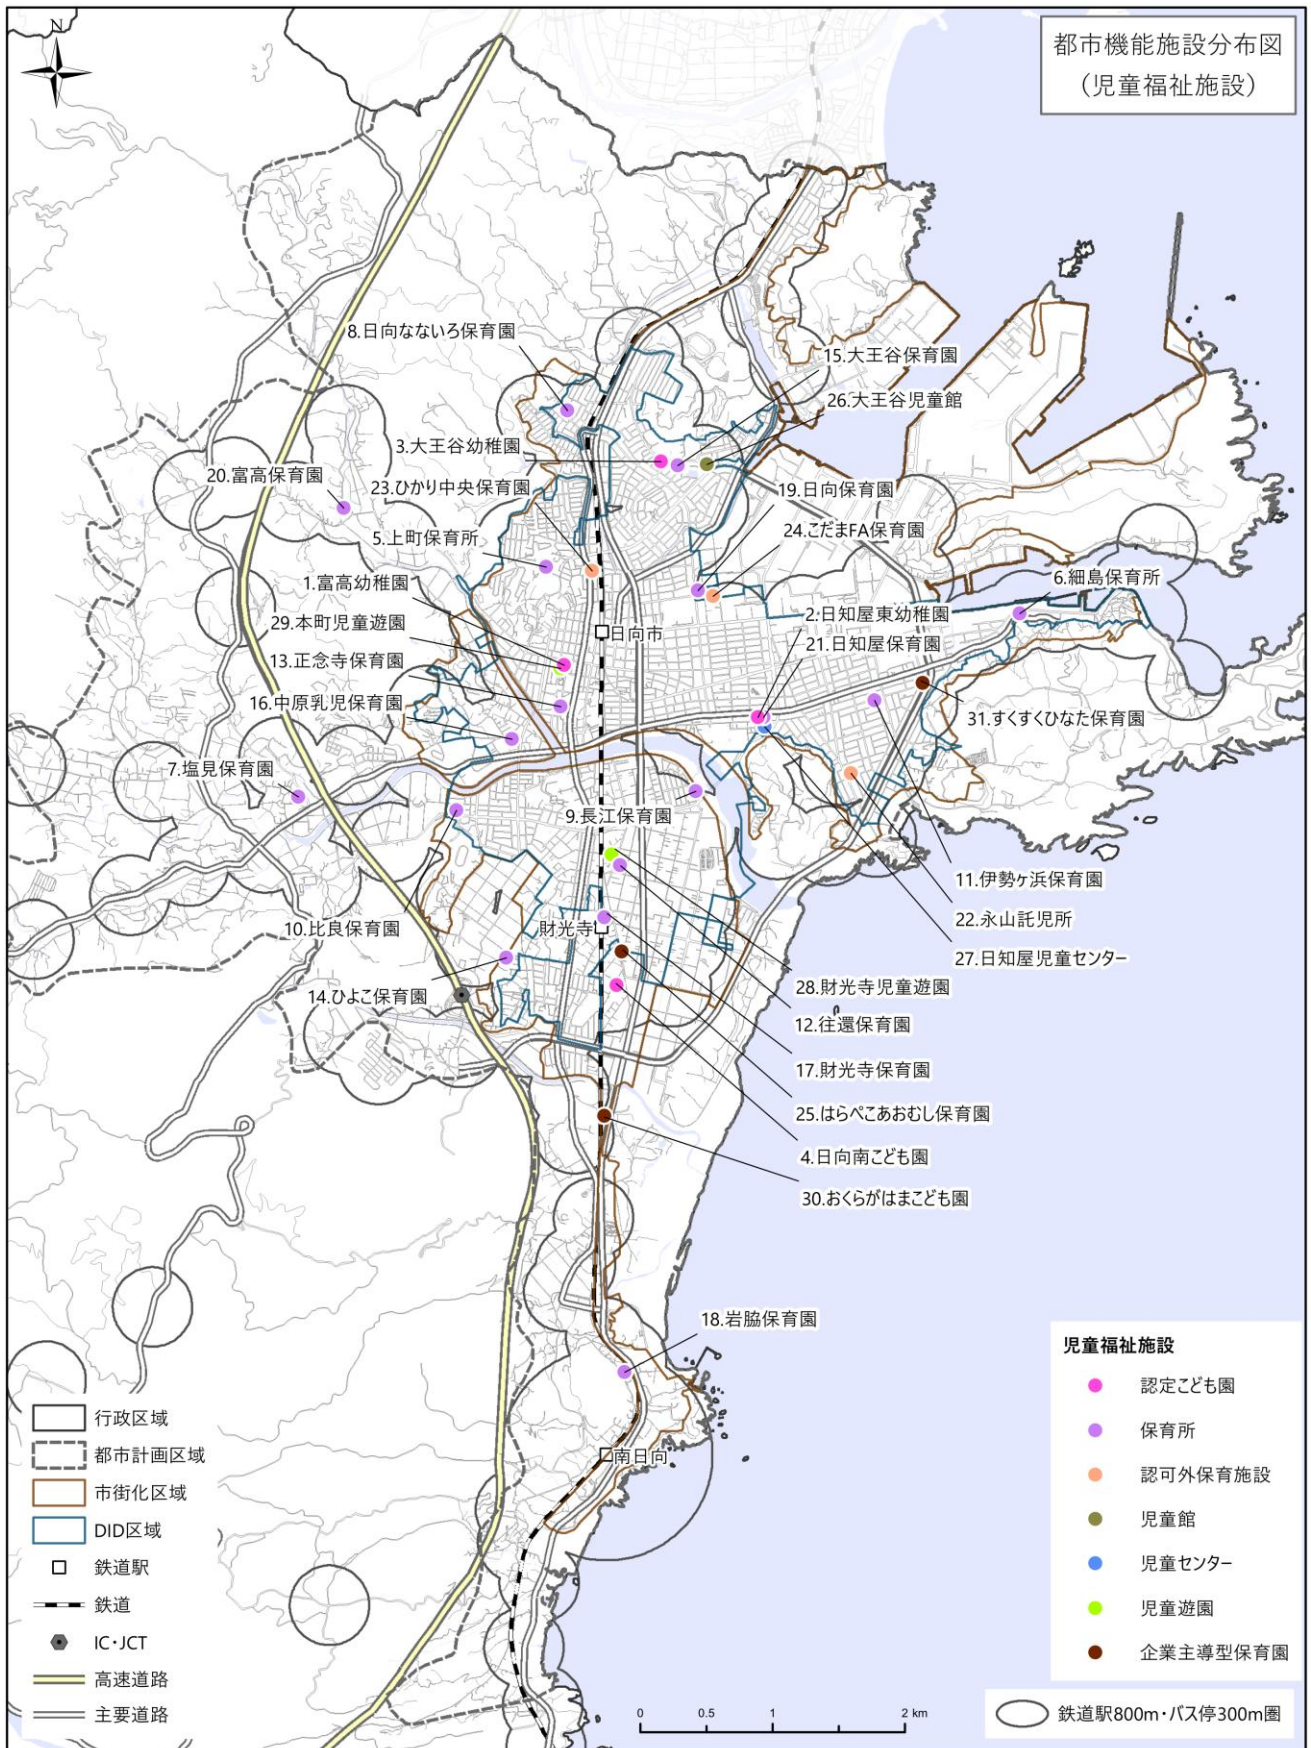 都市機能施設分布図
（児童福祉施設）
N
8.日向なないろ保育園
15.大王谷保育園
26.大王谷児童館
3.大王谷幼稚園
20.富高保育園
23.ひかり中央保育園
19.日向保育園
5.上町保育所
24.こだまFA保育園
1.富高幼稚園
6.細島保育所
29.本町児童遊園
2.日知屋東幼稚園
日向市
21.日知屋保育園
13.正念寺保育園
16.中原乳児保育園
31.すくすくひなた保育園
7.塩見保育園
9.長江保育園
11.伊勢ヶ浜保育園
22.永山託児所
10.比良保育園
財光寺
27.日知屋児童センター
14.ひよこ保育園
28.財光寺児童遊園
12.往還保育園
17.財光寺保育園
25.はらぺこあおむし保育園
4.日向南こども園
30.おくらがはまこども園
18.岩脇保育園
南日向
行政区域
都市計画区域
市街化区域
DID区域
鉄道駅
鉄道
IC・JCT
高速道路
主要道路
児童福祉施設
認定こども園
保育所
認可外保育施設
児童館
児童センター
児童遊園
企業主導型保育園
0 0.5 1 2 km
鉄道駅800m・バス停300m圏